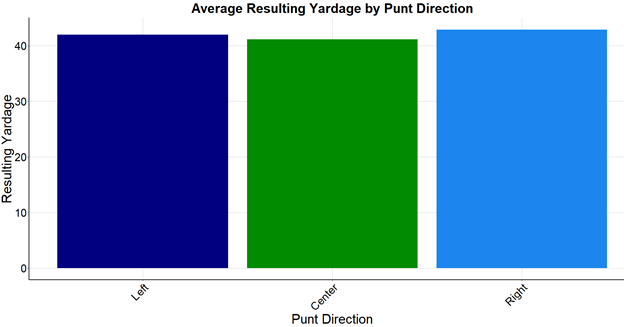 Average Resulting Yardage by Punt Direction
Resulting Yardage
40
30
20
10
0
Left
Center
Right
Punt Direction